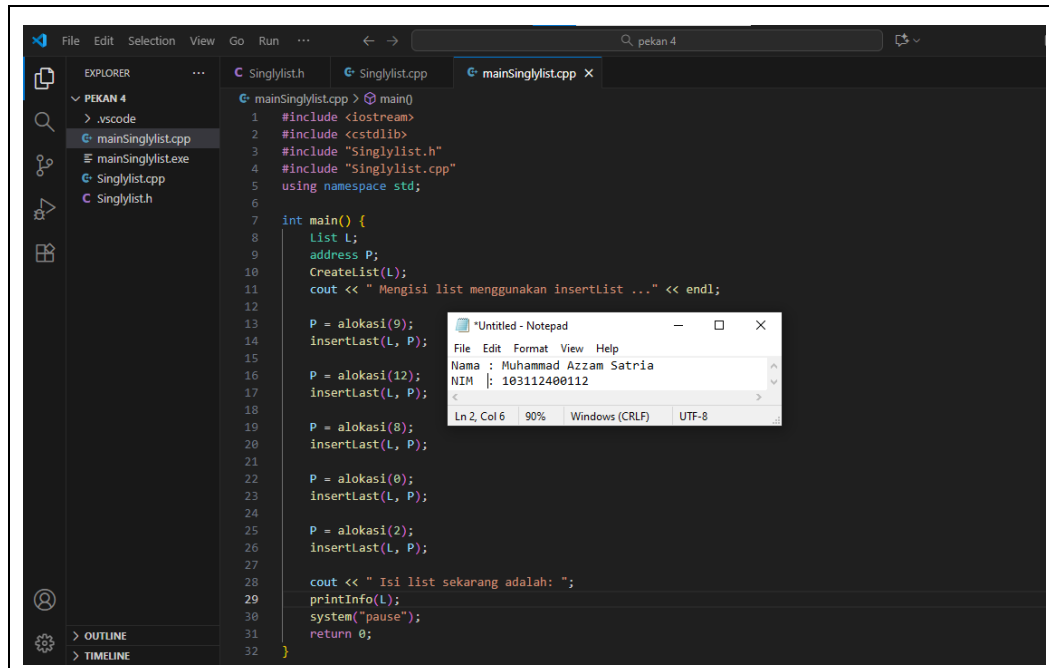 File Edit Selection View Go Run ... pekan 4
EXPLORER ...
PEKAN 4
> .vscode
mainSinglylist.cpp
mainSinglylist.exe
Singlylist.cpp
Singlylist.h
> OUTLINE
> TIMELINE
Singlylist.h Singlylist.cpp mainSinglylist.cpp
mainSinglylist.cpp > main()
1 #include <iostream>
2 #include <cstdlib>
3 #include "Singlylist.h"
4 #include "Singlylist.cpp"
5 using namespace std;
6
7 int main() {
8 List L;
9 address P;
10 CreateList(L);
11 cout << " Mengisi list menggunakan insertList ..." << endl;
12
13 P = alokasi(9);
14 insertLast(L, P);
15
16 P = alokasi(12);
17 insertLast(L, P);
18
19 P = alokasi(8);
20 insertLast(L, P);
21
22 P = alokasi(0);
23 insertLast(L, P);
24
25 P = alokasi(2);
26 insertLast(L, P);
27
28 cout << " Isi list sekarang adalah: ";
29 printInfo(L);
30 system("pause");
31 return 0;
32 }
*Untitled - Notepad
File Edit Format View Help
Nama : Muhammad Azzam Satria
NIM : 103112400112
Ln 2, Col 6 90% Windows (CRLF) UTF-8